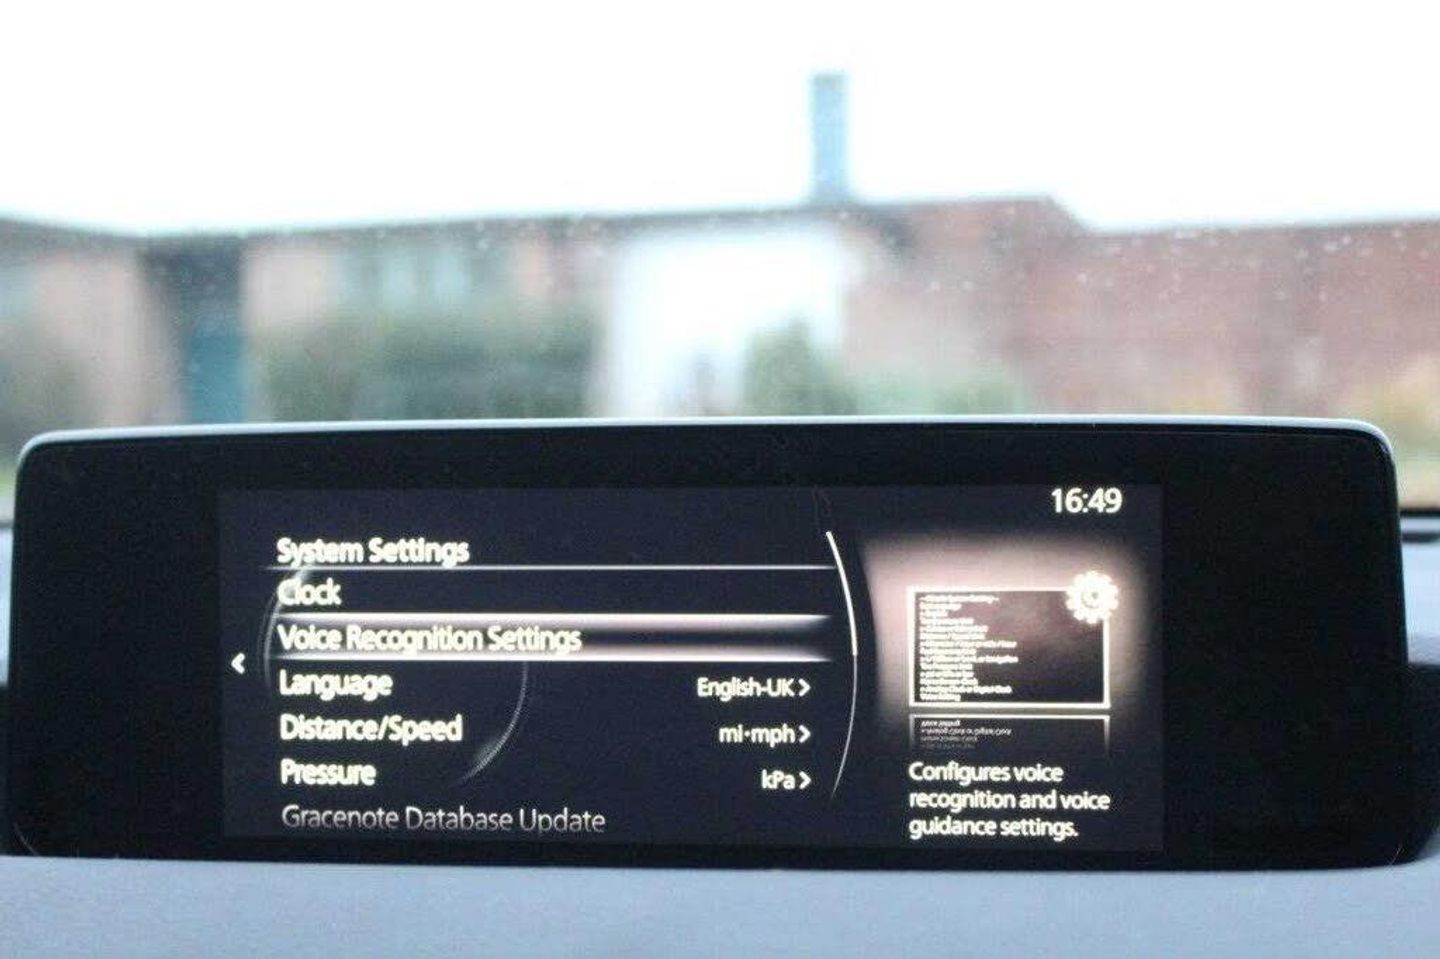 16:49
System Settings
Clock
Voice Recognition Settings
Language English-UK >
Distance/Speed mi·mph >
Pressure kPa >
Gracenote Database Update
Configures voice
recognition and voice
guidance settings.